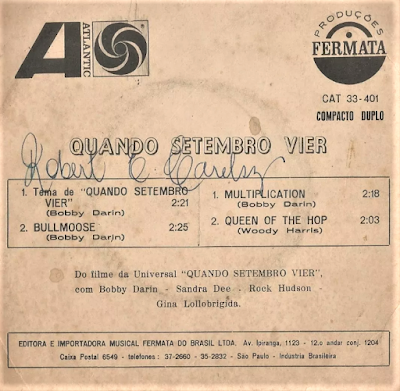 A
ATLANTIC
PRODUÇÕES
FERMATA
CAT 33-401
COMPACTO DUPLO
QUANDO SETEMBRO VIER
Robert C.
1. Tema de "QUANDO SETEMBRO
VIER" 2:21
(Bobby Darin)
2. BULLMOOSE 2:25
(Bobby Darin)
1. MULTIPLICATION 2:18
(Bobby Darin)
2. QUEEN OF THE HOP 2:03
(Woody Harris)
Do filme da Universal "QUANDO SETEMBRO VIER",
com Bobby Darin - Sandra Dee - Rock Hudson -
Gina Lollobrigida.
EDITORA E IMPORTADORA MUSICAL FERMATA DO BRASIL LTDA. Av. Ipiranga, 1123 - 12.o andar conj. 1204
Caixa Postal 6549 - telefones: 37-2660 - 35-2832 - São Paulo - Industria Brasileira